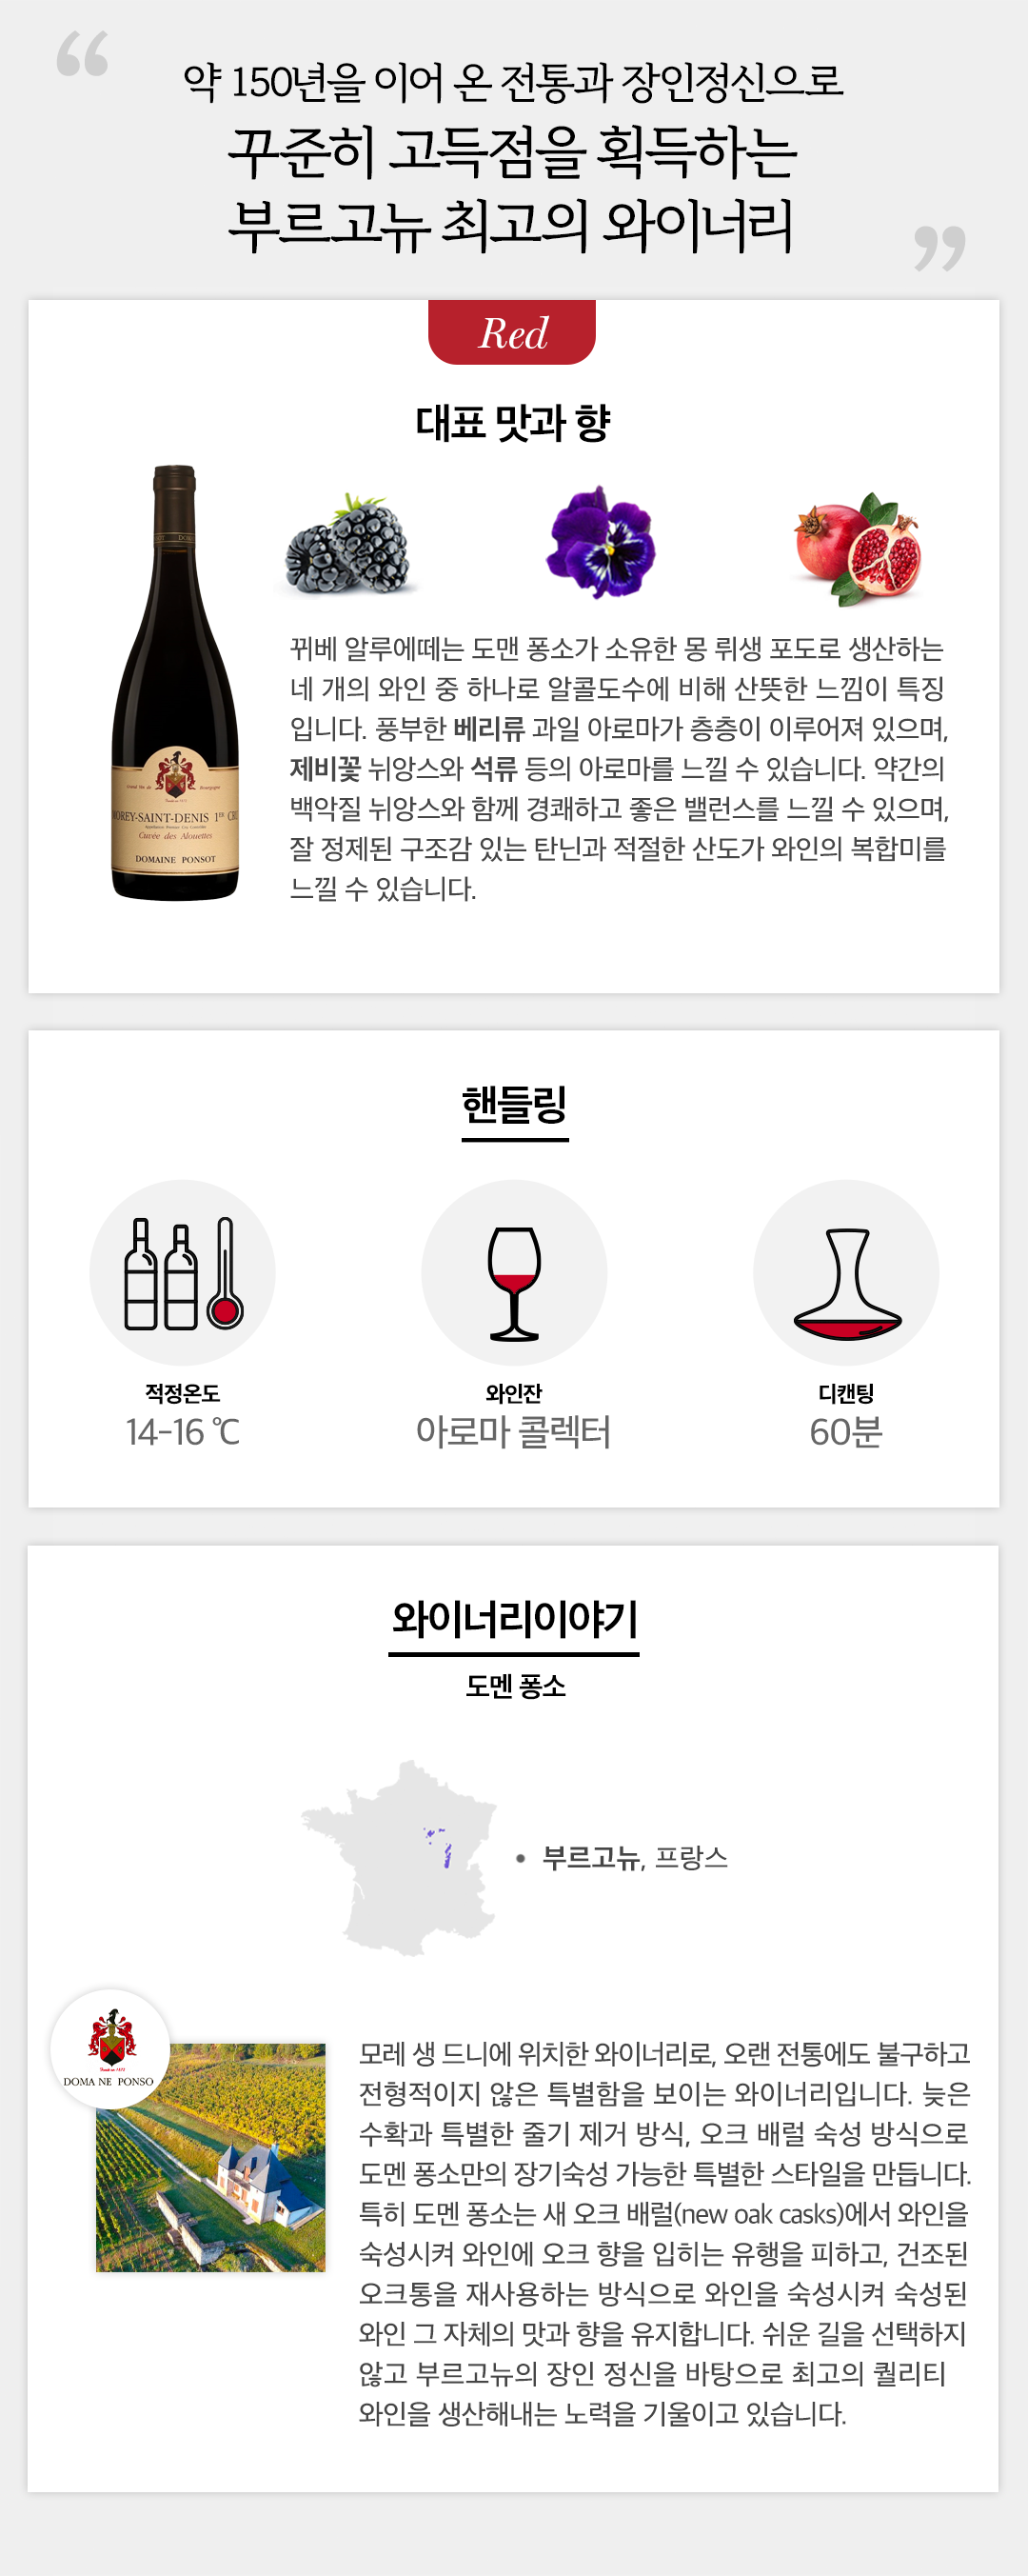 “
약 150년을 이어 온 전통과 장인정신으로
꾸준히 고득점을 획득하는
부르고뉴 최고의 와이너리
”
Red
대표 맛과 향
뀌베 알루에떼는 도맨 퐁소가 소유한 몽 뤼생 포도로 생산하는
네 개의 와인 중 하나로 알콜도수에 비해 산뜻한 느낌이 특징
입니다. 풍부한 베리류 과일 아로마가 층층이 이루어져 있으며,
제비꽃 뉘앙스와 석류 등의 아로마를 느낄 수 있습니다. 약간의
백악질 뉘앙스와 함께 경쾌하고 좋은 밸런스를 느낄 수 있으며,
잘 정제된 구조감 있는 탄닌과 적절한 산도가 와인의 복합미를
느낄 수 있습니다.
Grand Vin de Bourgogne
MOREY-SAINT-DENIS 1ER CRU
Cuvée des Alouettes
DOMAINE PONSOT
핸들링
적정온도
14-16 ℃
와인잔
아로마 콜렉터
디캔팅
60분
와이너리이야기
도멘 퐁소
• 부르고뉴, 프랑스
DOMA NE PONSO
모레 생 드니에 위치한 와이너리로, 오랜 전통에도 불구하고
전형적이지 않은 특별함을 보이는 와이너리입니다. 늦은
수확과 특별한 줄기 제거 방식, 오크 배럴 숙성 방식으로
도멘 퐁소만의 장기숙성 가능한 특별한 스타일을 만듭니다.
특히 도멘 퐁소는 새 오크 배럴(new oak casks)에서 와인을
숙성시켜 와인에 오크 향을 입히는 유행을 피하고, 건조된
오크통을 재사용하는 방식으로 와인을 숙성시켜 숙성된
와인 그 자체의 맛과 향을 유지합니다. 쉬운 길을 선택하지
않고 부르고뉴의 장인 정신을 바탕으로 최고의 퀄리티
와인을 생산해내는 노력을 기울이고 있습니다.